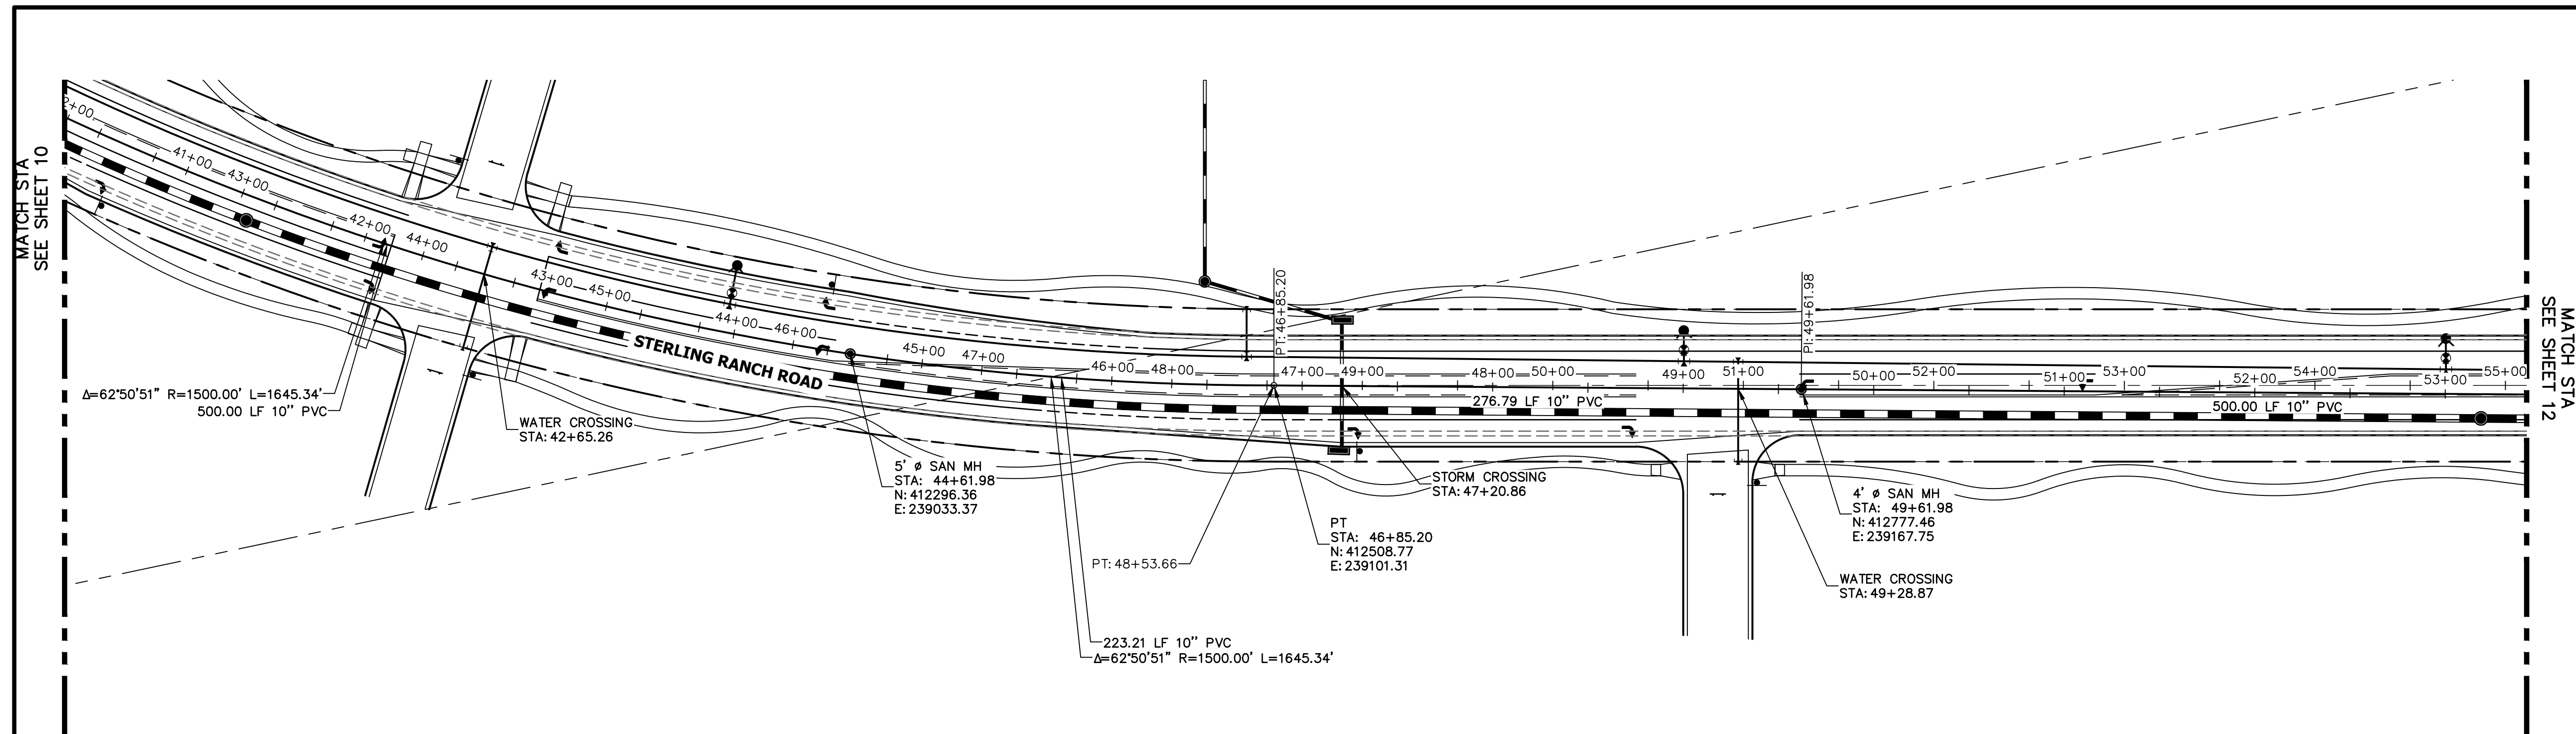 MATCH STA
SEE SHEET 10
2+00
41+00
43+00
42+00
44+00
43+00
45+00
44+00
46+00
45+00
47+00
46+00
48+00
47+00
49+00
48+00
50+00
49+00
51+00
50+00
52+00
51+00
53+00
52+00
54+00
53+00
55+00
STERLING RANCH ROAD
PT: 46+85.20
PI: 49+61.98
276.79 LF 10" PVC
500.00 LF 10" PVC
Δ=62°50'51" R=1500.00' L=1645.34'
500.00 LF 10" PVC
WATER CROSSING
STA: 42+65.26
5' ø SAN MH
STA: 44+61.98
N: 412296.36
E: 239033.37
STORM CROSSING
STA: 47+20.86
PT
STA: 46+85.20
N: 412508.77
E: 239101.31
PT: 48+53.66
223.21 LF 10" PVC
Δ=62°50'51" R=1500.00' L=1645.34'
4' ø SAN MH
STA: 49+61.98
N: 412777.46
E: 239167.75
WATER CROSSING
STA: 49+28.87
MATCH STA
SEE SHEET 12